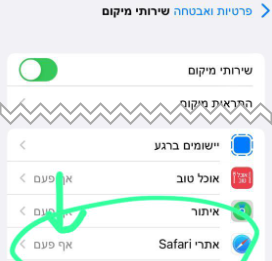 פרטיות ואבטחה שירותי מיקום
שירותי מיקום
התראות מיקום
יישומים ברגע
אוכל טוב אף פעם
איתור אף פעם
אתרי Safari אף פעם